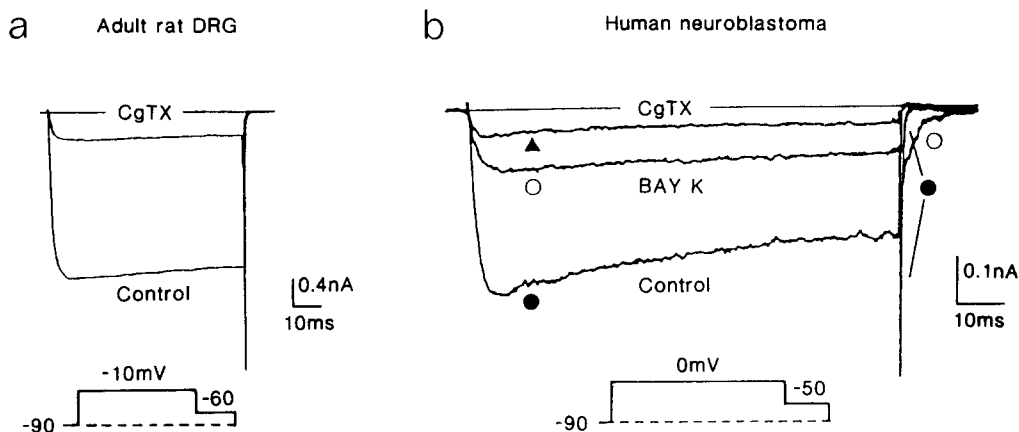 a Adult rat DRG
CgTX
Control
0.4nA
10ms
-10mV
-60
-90
b Human neuroblastoma
CgTX
BAY K
Control
0.1nA
10ms
0mV
-50
-90